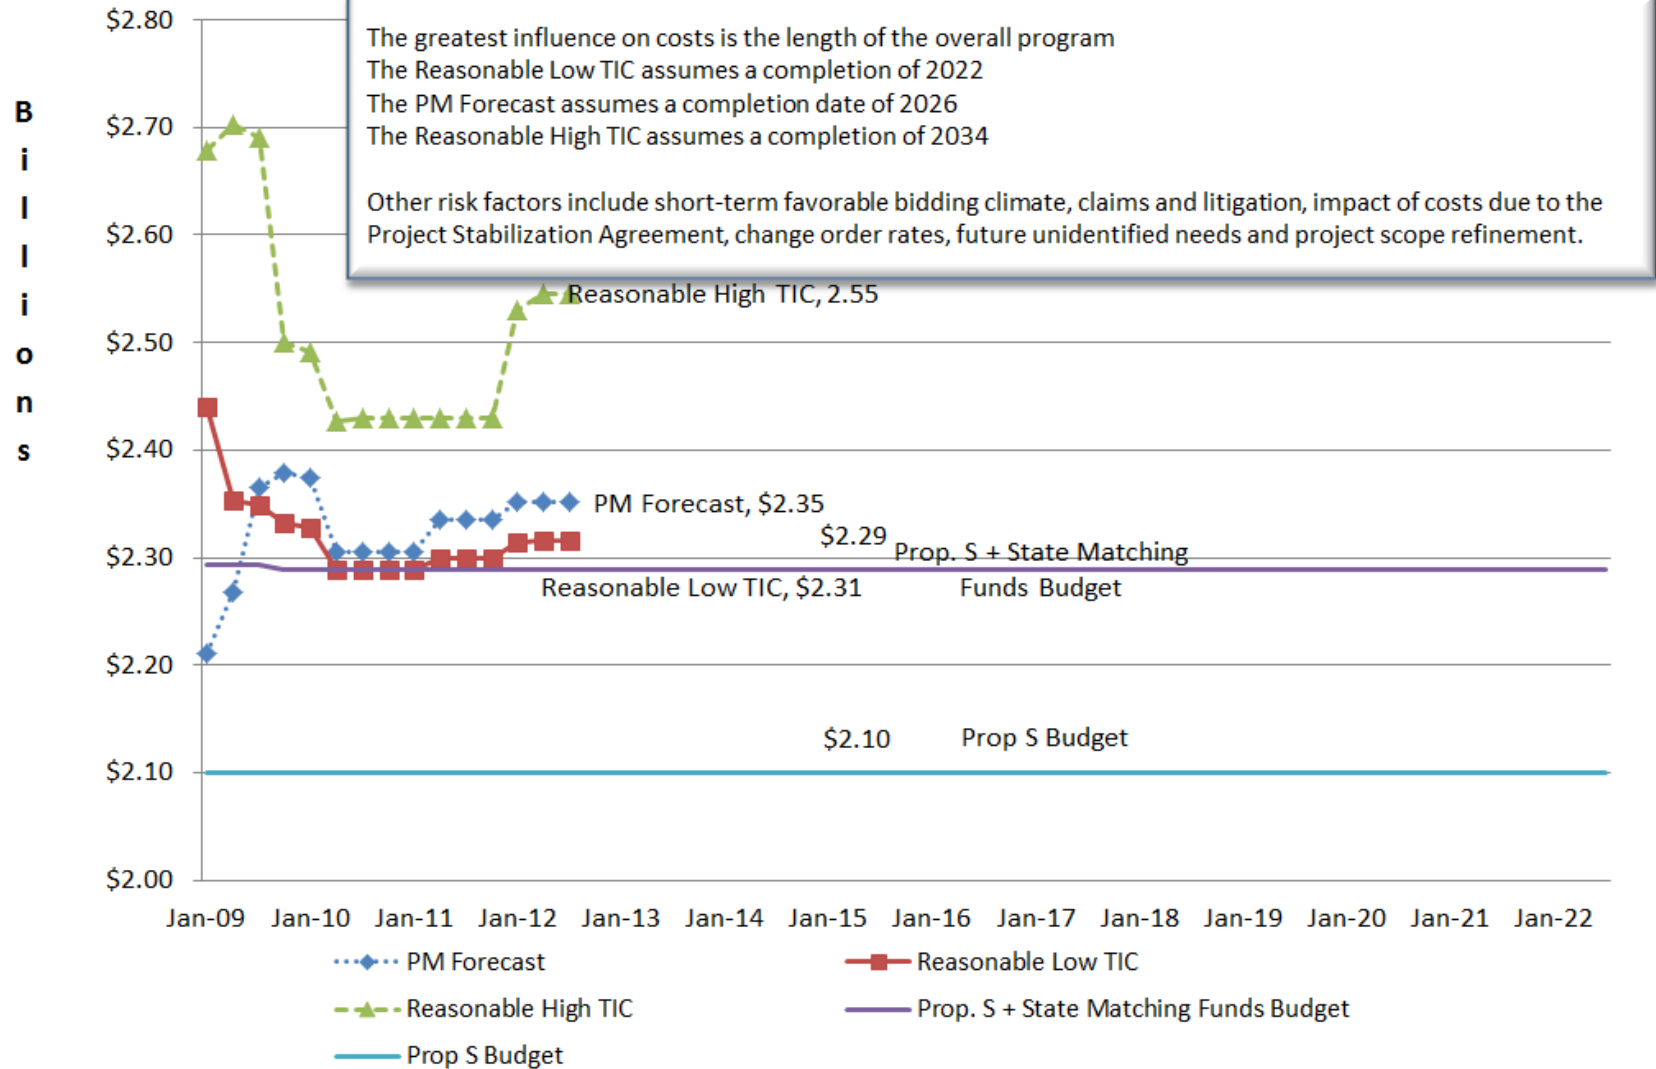 The greatest influence on costs is the length of the overall program
The Reasonable Low TIC assumes a completion of 2022
The PM Forecast assumes a completion date of 2026
The Reasonable High TIC assumes a completion of 2034
Other risk factors include short-term favorable bidding climate, claims and litigation, impact of costs due to the
Project Stabilization Agreement, change order rates, future unidentified needs and project scope refinement.
Billions
$2.80
$2.70
$2.60
$2.50
$2.40
$2.30
$2.20
$2.10
$2.00
Reasonable High TIC, 2.55
PM Forecast, $2.35
$2.29
Prop. S + State Matching
Funds Budget
Reasonable Low TIC, $2.31
$2.10 Prop S Budget
Jan-09 Jan-10 Jan-11 Jan-12 Jan-13 Jan-14 Jan-15 Jan-16 Jan-17 Jan-18 Jan-19 Jan-20 Jan-21 Jan-22
PM Forecast
Reasonable Low TIC
Reasonable High TIC
Prop. S + State Matching Funds Budget
Prop S Budget